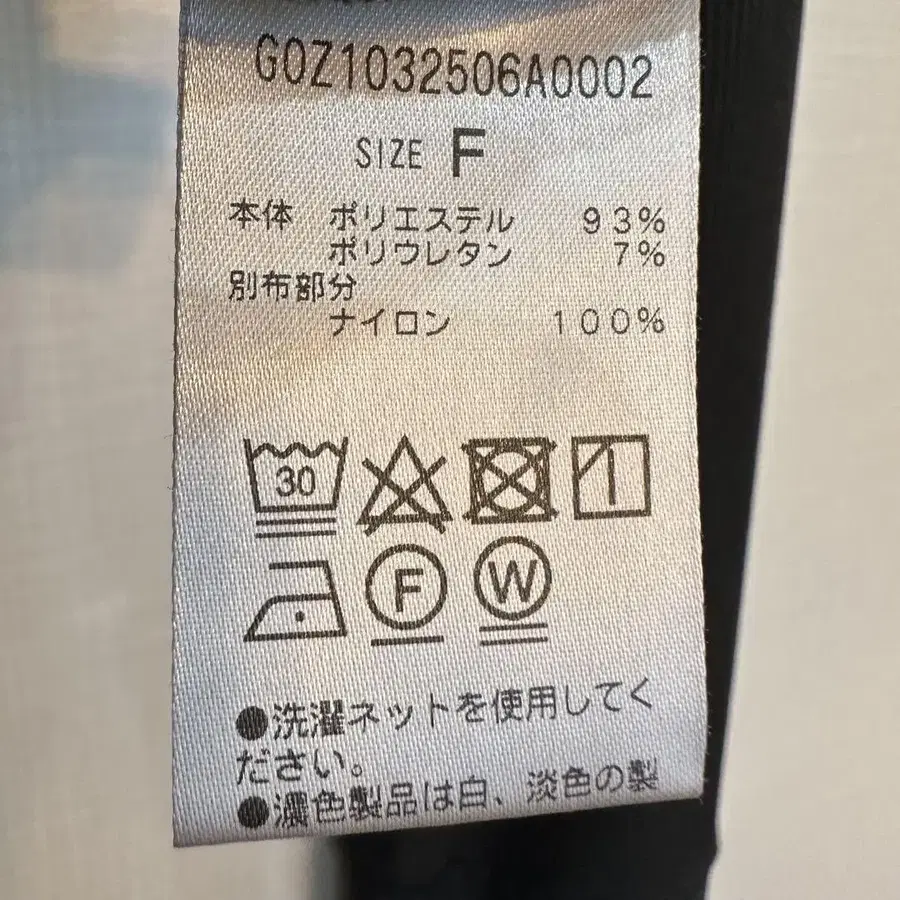 G0Z1032506A0002
SIZE F
本体 ポリエステル 93%
ポリウレタン 7%
別布部分
ナイロン 100%
30
F W
●洗濯ネットを使用してく
ださい。
●濃色製品は白、淡色の製